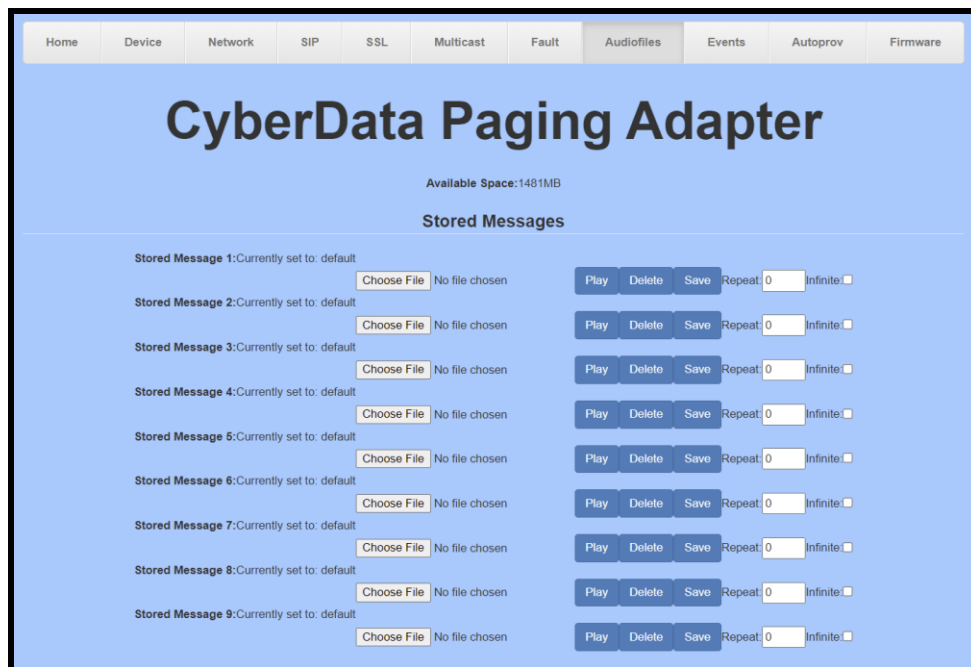 Home Device Network SIP SSL Multicast Fault Audiofiles Events Autoprov Firmware
CyberData Paging Adapter
Available Space:1481MB
Stored Messages
Stored Message 1:Currently set to: default
Choose File No file chosen Play Delete Save Repeat: 0 Infinite:
Stored Message 2:Currently set to: default
Choose File No file chosen Play Delete Save Repeat: 0 Infinite:
Stored Message 3:Currently set to: default
Choose File No file chosen Play Delete Save Repeat: 0 Infinite:
Stored Message 4:Currently set to: default
Choose File No file chosen Play Delete Save Repeat: 0 Infinite:
Stored Message 5:Currently set to: default
Choose File No file chosen Play Delete Save Repeat: 0 Infinite:
Stored Message 6:Currently set to: default
Choose File No file chosen Play Delete Save Repeat: 0 Infinite:
Stored Message 7:Currently set to: default
Choose File No file chosen Play Delete Save Repeat: 0 Infinite:
Stored Message 8:Currently set to: default
Choose File No file chosen Play Delete Save Repeat: 0 Infinite:
Stored Message 9:Currently set to: default
Choose File No file chosen Play Delete Save Repeat: 0 Infinite: